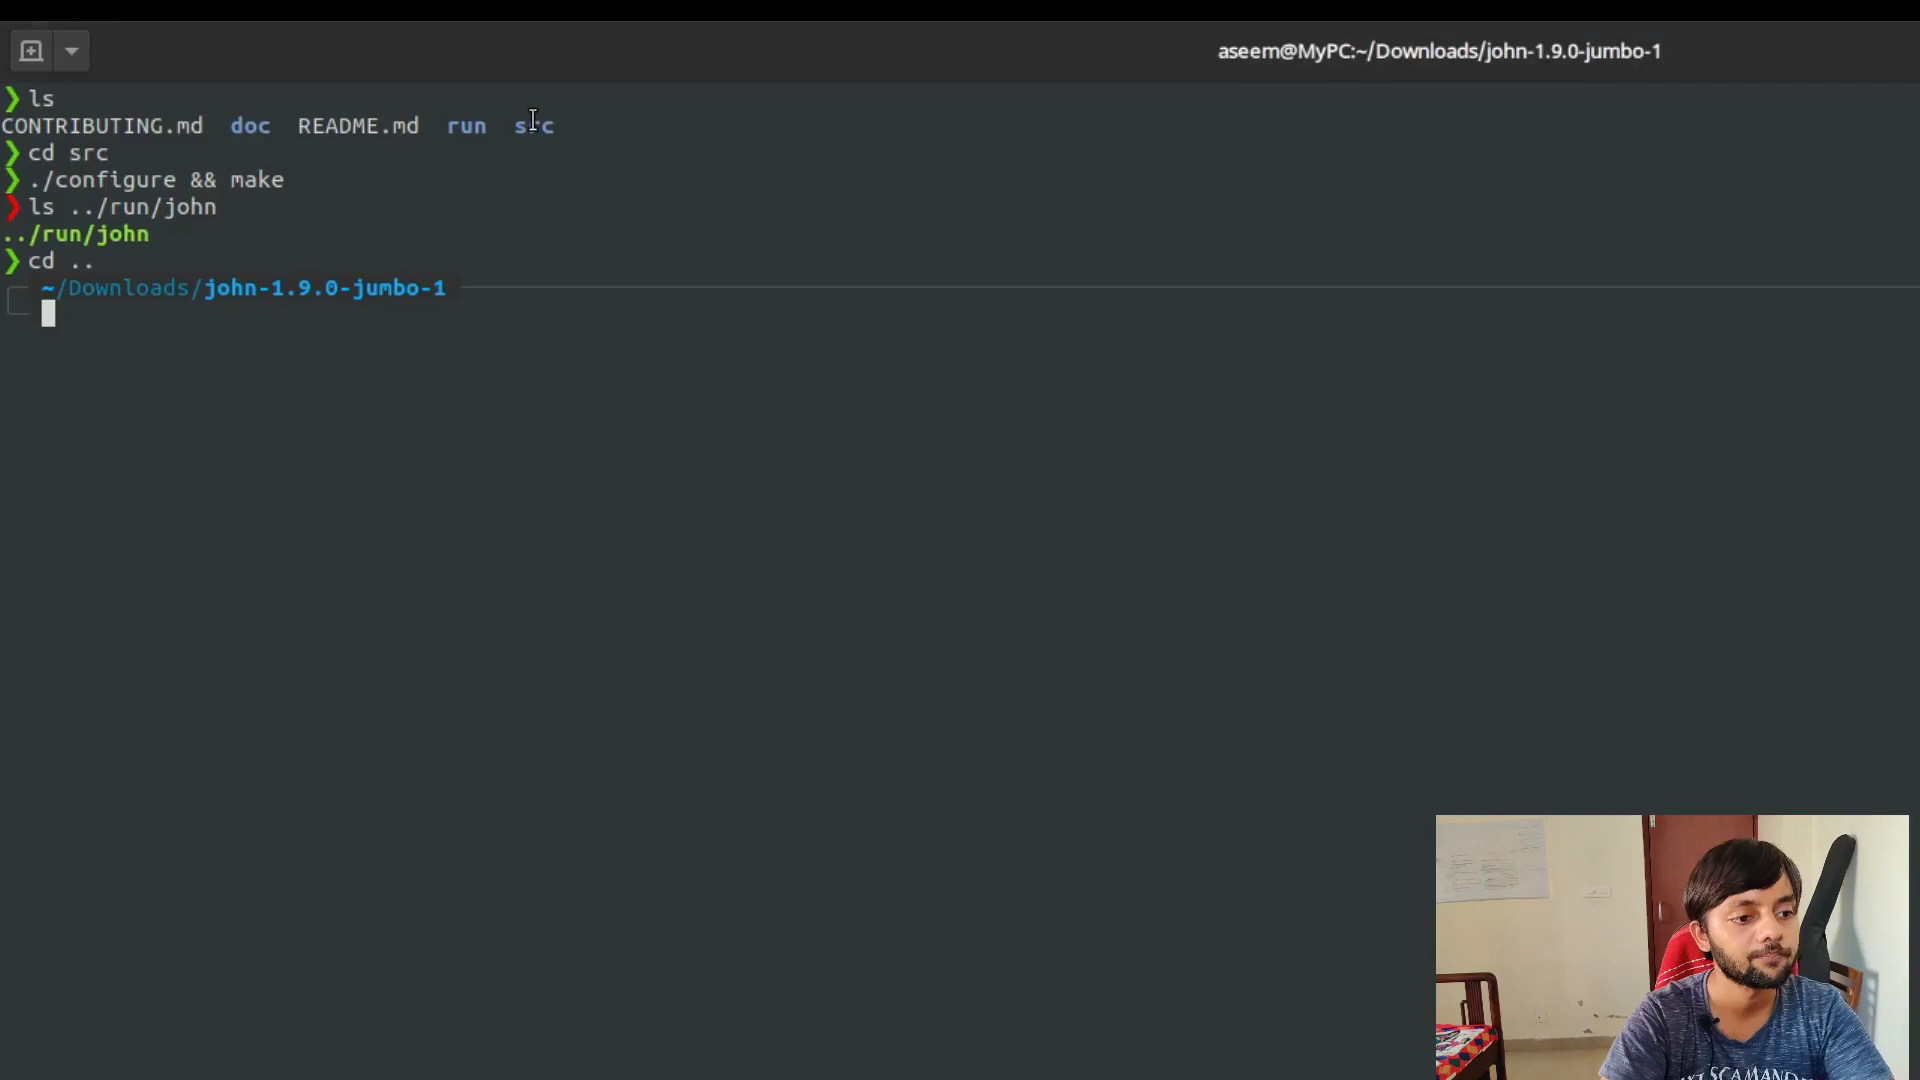 aseem@MyPC:~/Downloads/john-1.9.0-jumbo-1
❯ ls
CONTRIBUTING.md doc README.md run src
❯ cd src
❯ ./configure && make
❯ ls ../run/john
../run/john
❯ cd ..
~/Downloads/john-1.9.0-jumbo-1